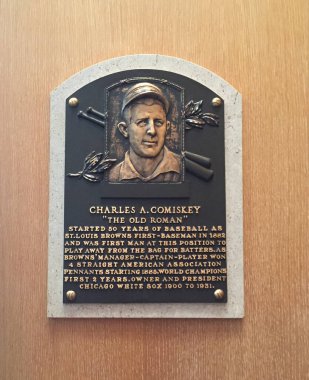 CHARLES A. COMISKEY
"THE OLD ROMAN"
STARTED 50 YEARS OF BASEBALL AS
ST. LOUIS BROWNS FIRST-BASEMAN IN 1882
AND WAS FIRST MAN AT THIS POSITION TO
PLAY AWAY FROM THE BAG FOR BATTERS. AS
BROWNS' MANAGER-CAPTAIN-PLAYER WON
4 STRAIGHT AMERICAN ASSOCIATION
PENNANTS STARTING 1885, WORLD CHAMPIONS
FIRST 2 YEARS. OWNER AND PRESIDENT
CHICAGO WHITE SOX 1900 TO 1931.